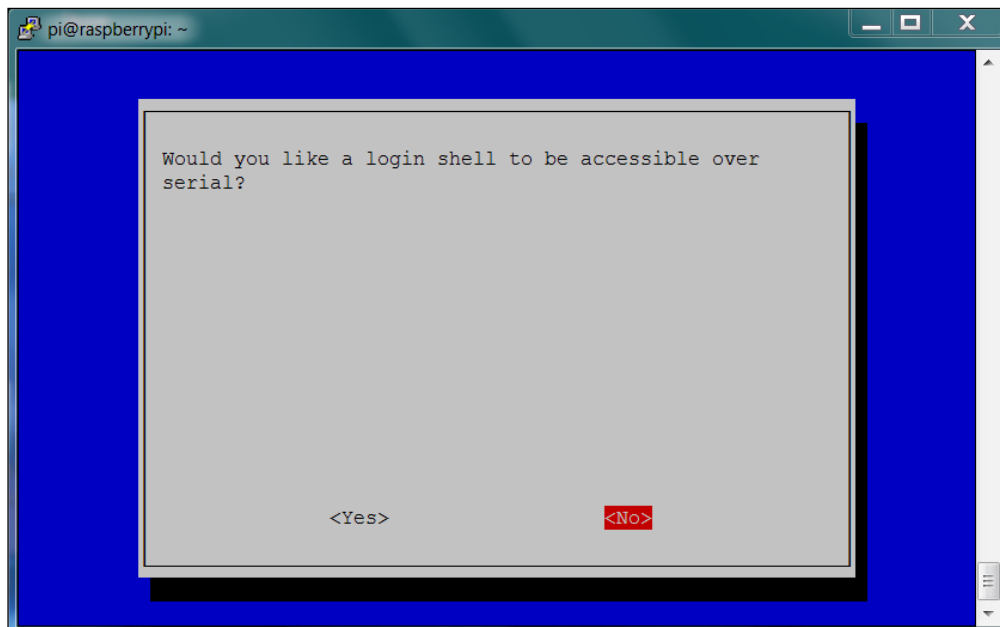 pi@raspberrypi: ~
Would you like a login shell to be accessible over
serial?
<Yes> <No>